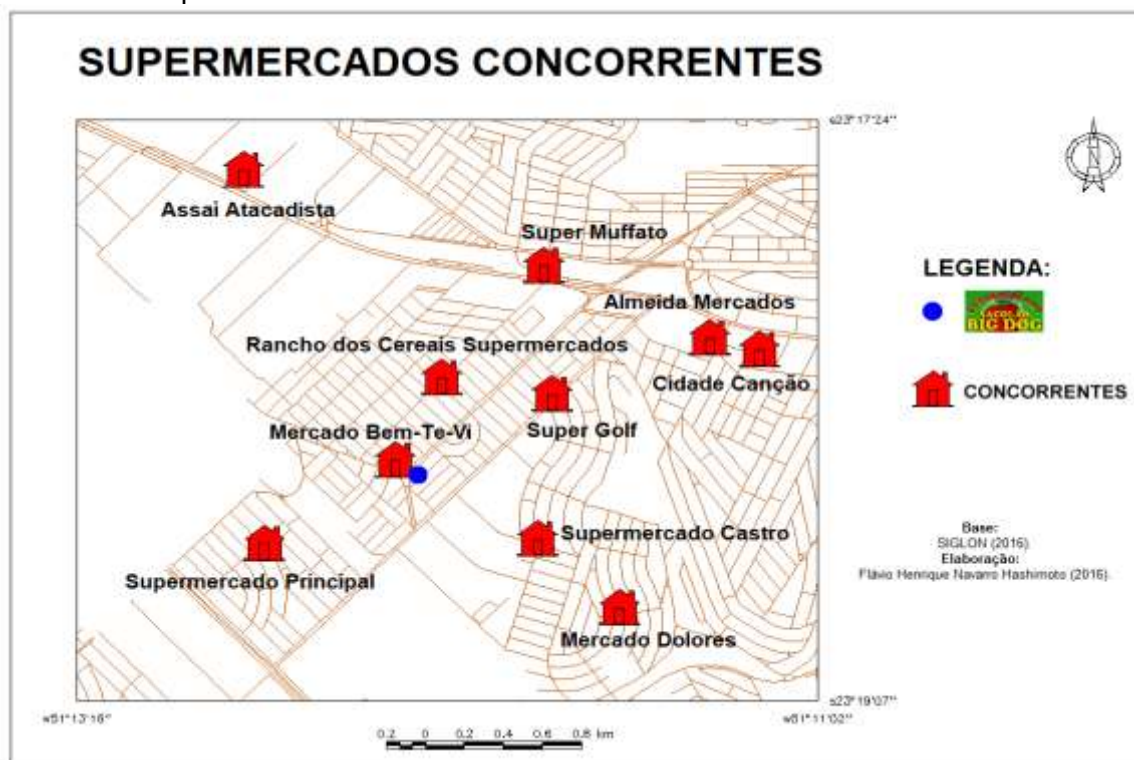 SUPERMERCADOS CONCORRENTES
s23°17'24"
Assai Atacadista
Super Muffato
N
LEGENDA:
Almeida Mercados
SACOLÃO
BIG DOG
Rancho dos Cereais Supermercados
Cidade Canção
CONCORRENTES
Mercado Bem-Te-Vi
Super Golf
Supermercado Castro
Base:
SIGLON (2016)
Elaboração:
Flávio Henrique Navarro Hashimoto (2016).
Supermercado Principal
Mercado Dolores
s23°19'07"
w51°13'16"
w51°11'02"
0.2 0 0.2 0.4 0.6 0.8 km